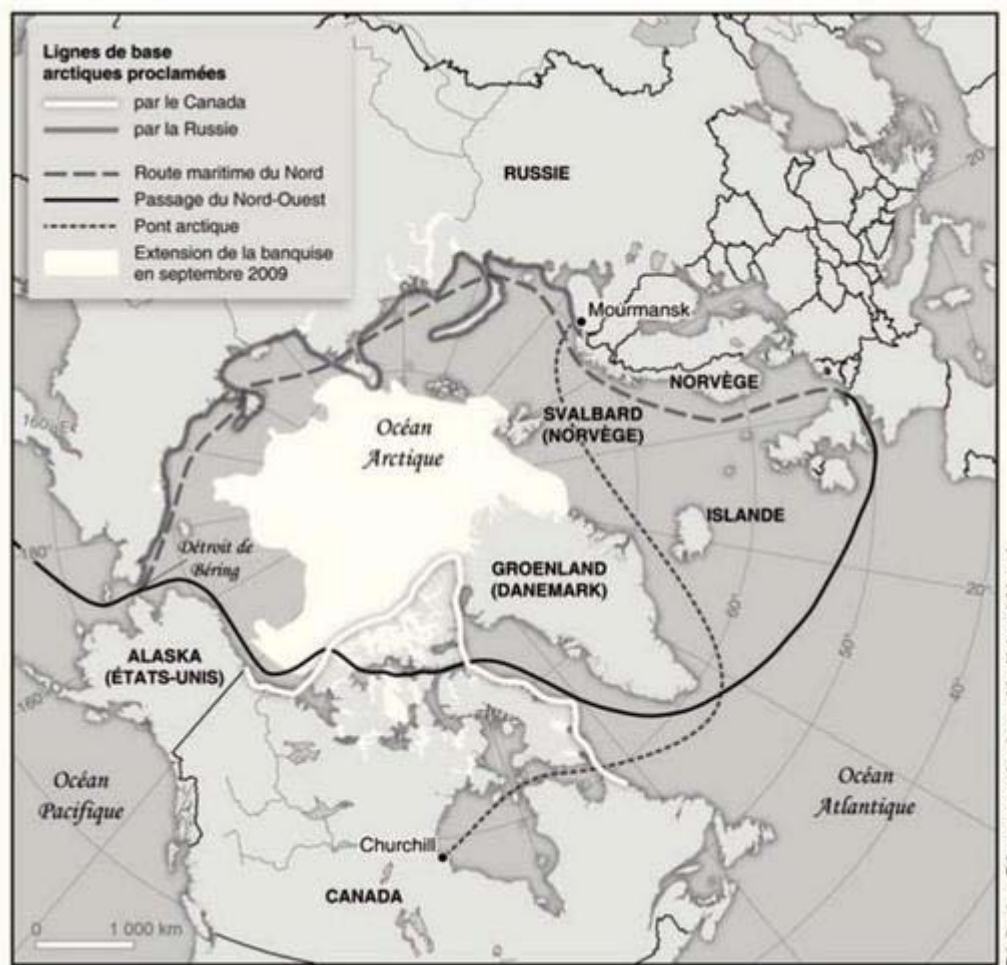 Lignes de base
arctiques proclamées
par le Canada
par la Russie
Route maritime du Nord
Passage du Nord-Ouest
Pont arctique
Extension de la banquise
en septembre 2009
RUSSIE
20°
Mourmansk
NORVÈGE
SVALBARD
(NORVÈGE)
Océan
Arctique
160°
ISLANDE
Détroit de
Béring
180°
GROENLAND
(DANEMARK)
20°
60°
50°
40°
ALASKA
(ÉTATS-UNIS)
160°
Océan
Pacifique
Océan
Atlantique
Churchill
CANADA
0
1 000 km